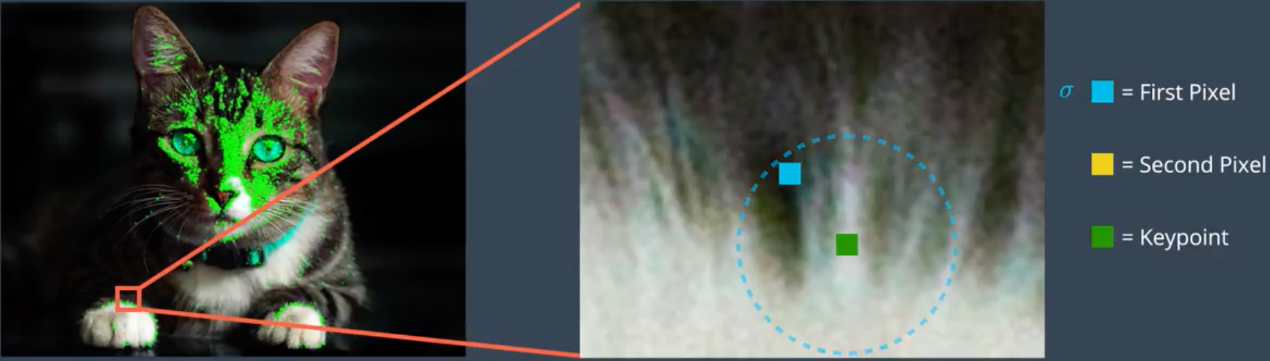 σ = First Pixel
= Second Pixel
= Keypoint